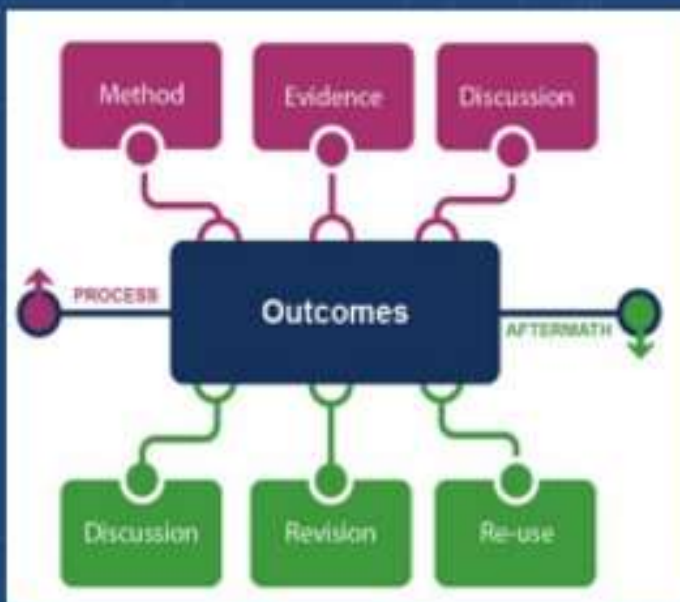 Method Evidence Discussion
PROCESS
Outcomes
AFTERMATH
Discussion Revision Re-use